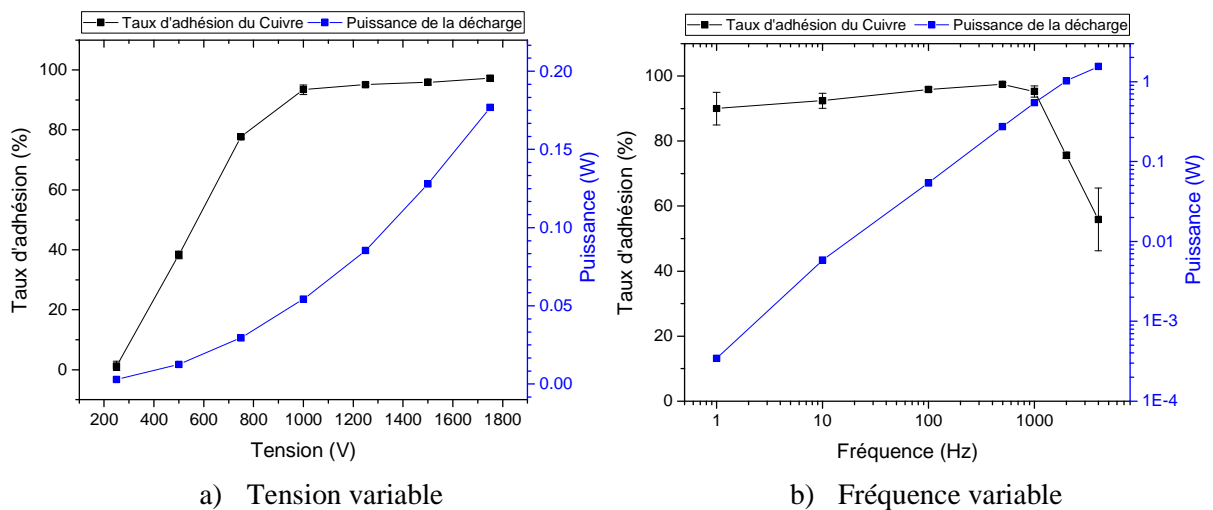 Taux d'adhésion du Cuivre Puissance de la décharge
100
80
60
40
20
0
Taux d'adhésion (%)
0.20
0.15
0.10
0.05
0.00
Puissance (W)
200 400 600 800 1000 1200 1400 1600 1800
Tension (V)
a) Tension variable
Taux d'adhésion du Cuivre Puissance de la décharge
100
80
60
40
20
0
Taux d'adhésion (%)
1
0.1
0.01
1E-3
1E-4
Puissance (W)
1 10 100 1000
Fréquence (Hz)
b) Fréquence variable